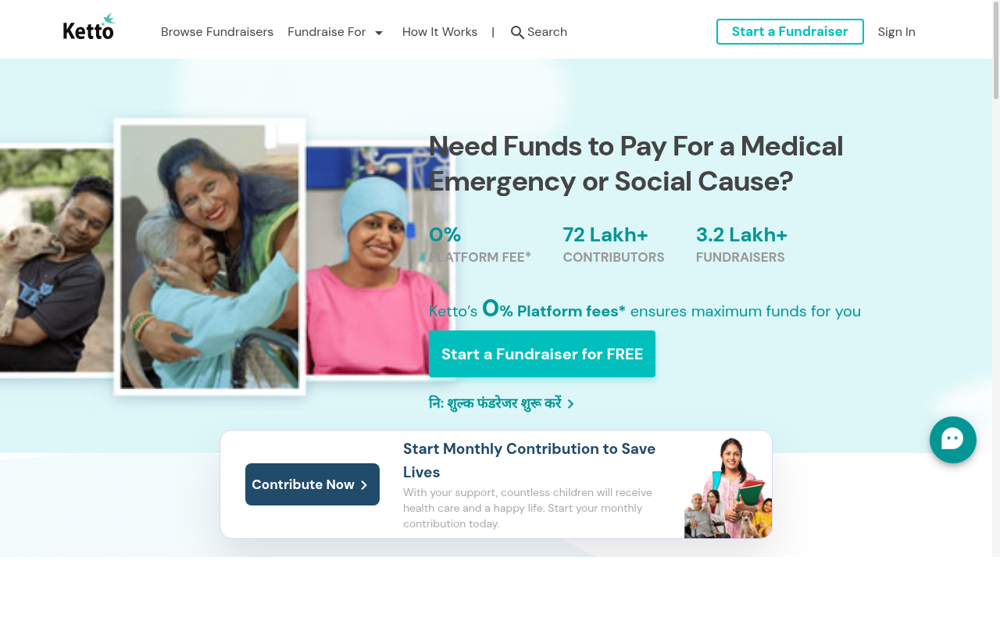 Ketto
Browse Fundraisers
Fundraise For
How It Works
|
Search
Start a Fundraiser
Sign In
Need Funds to Pay For a Medical
Emergency or Social Cause?
0%
PLATFORM FEE*
72 Lakh+
CONTRIBUTORS
3.2 Lakh+
FUNDRAISERS
Ketto’s 0% Platform fees* ensures maximum funds for you
Start a Fundraiser for FREE
नि: शुल्क फंडरेजर शुरू करें
Contribute Now
Start Monthly Contribution to Save
Lives
With your support, countless children will receive
health care and a happy life. Start your monthly
contribution today.